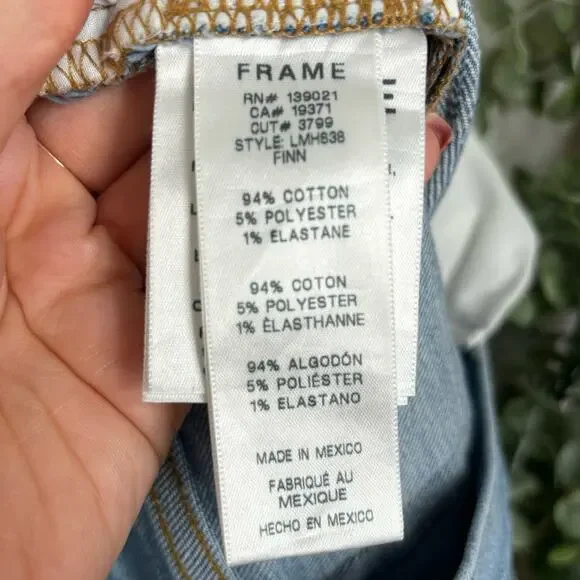 FRAME
RN# 139021
CA# 19371
CUT# 3799
STYLE: LMH638
FINN
94% COTTON
5% POLYESTER
1% ELASTANE
94% COTON
5% POLYESTER
1% ÉLASTHANNE
94% ALGODÓN
5% POLIÉSTER
1% ELASTANO
MADE IN MEXICO
FABRIQUÉ AU
MEXIQUE
HECHO EN MEXICO